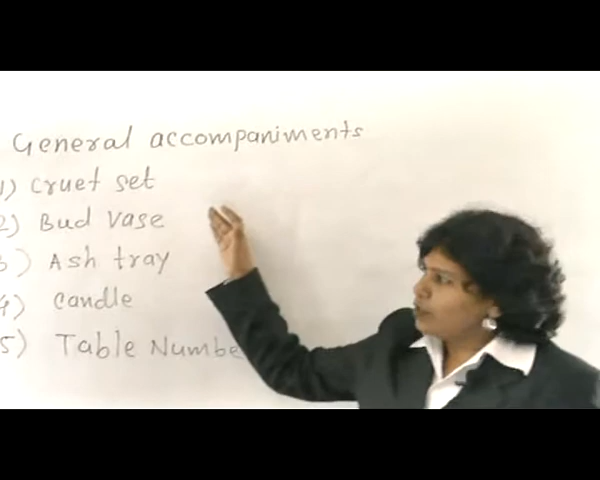 General accompaniments
1) Cruet set
2) Bud Vase
3) Ash tray
4) Candle
5) Table Numbe